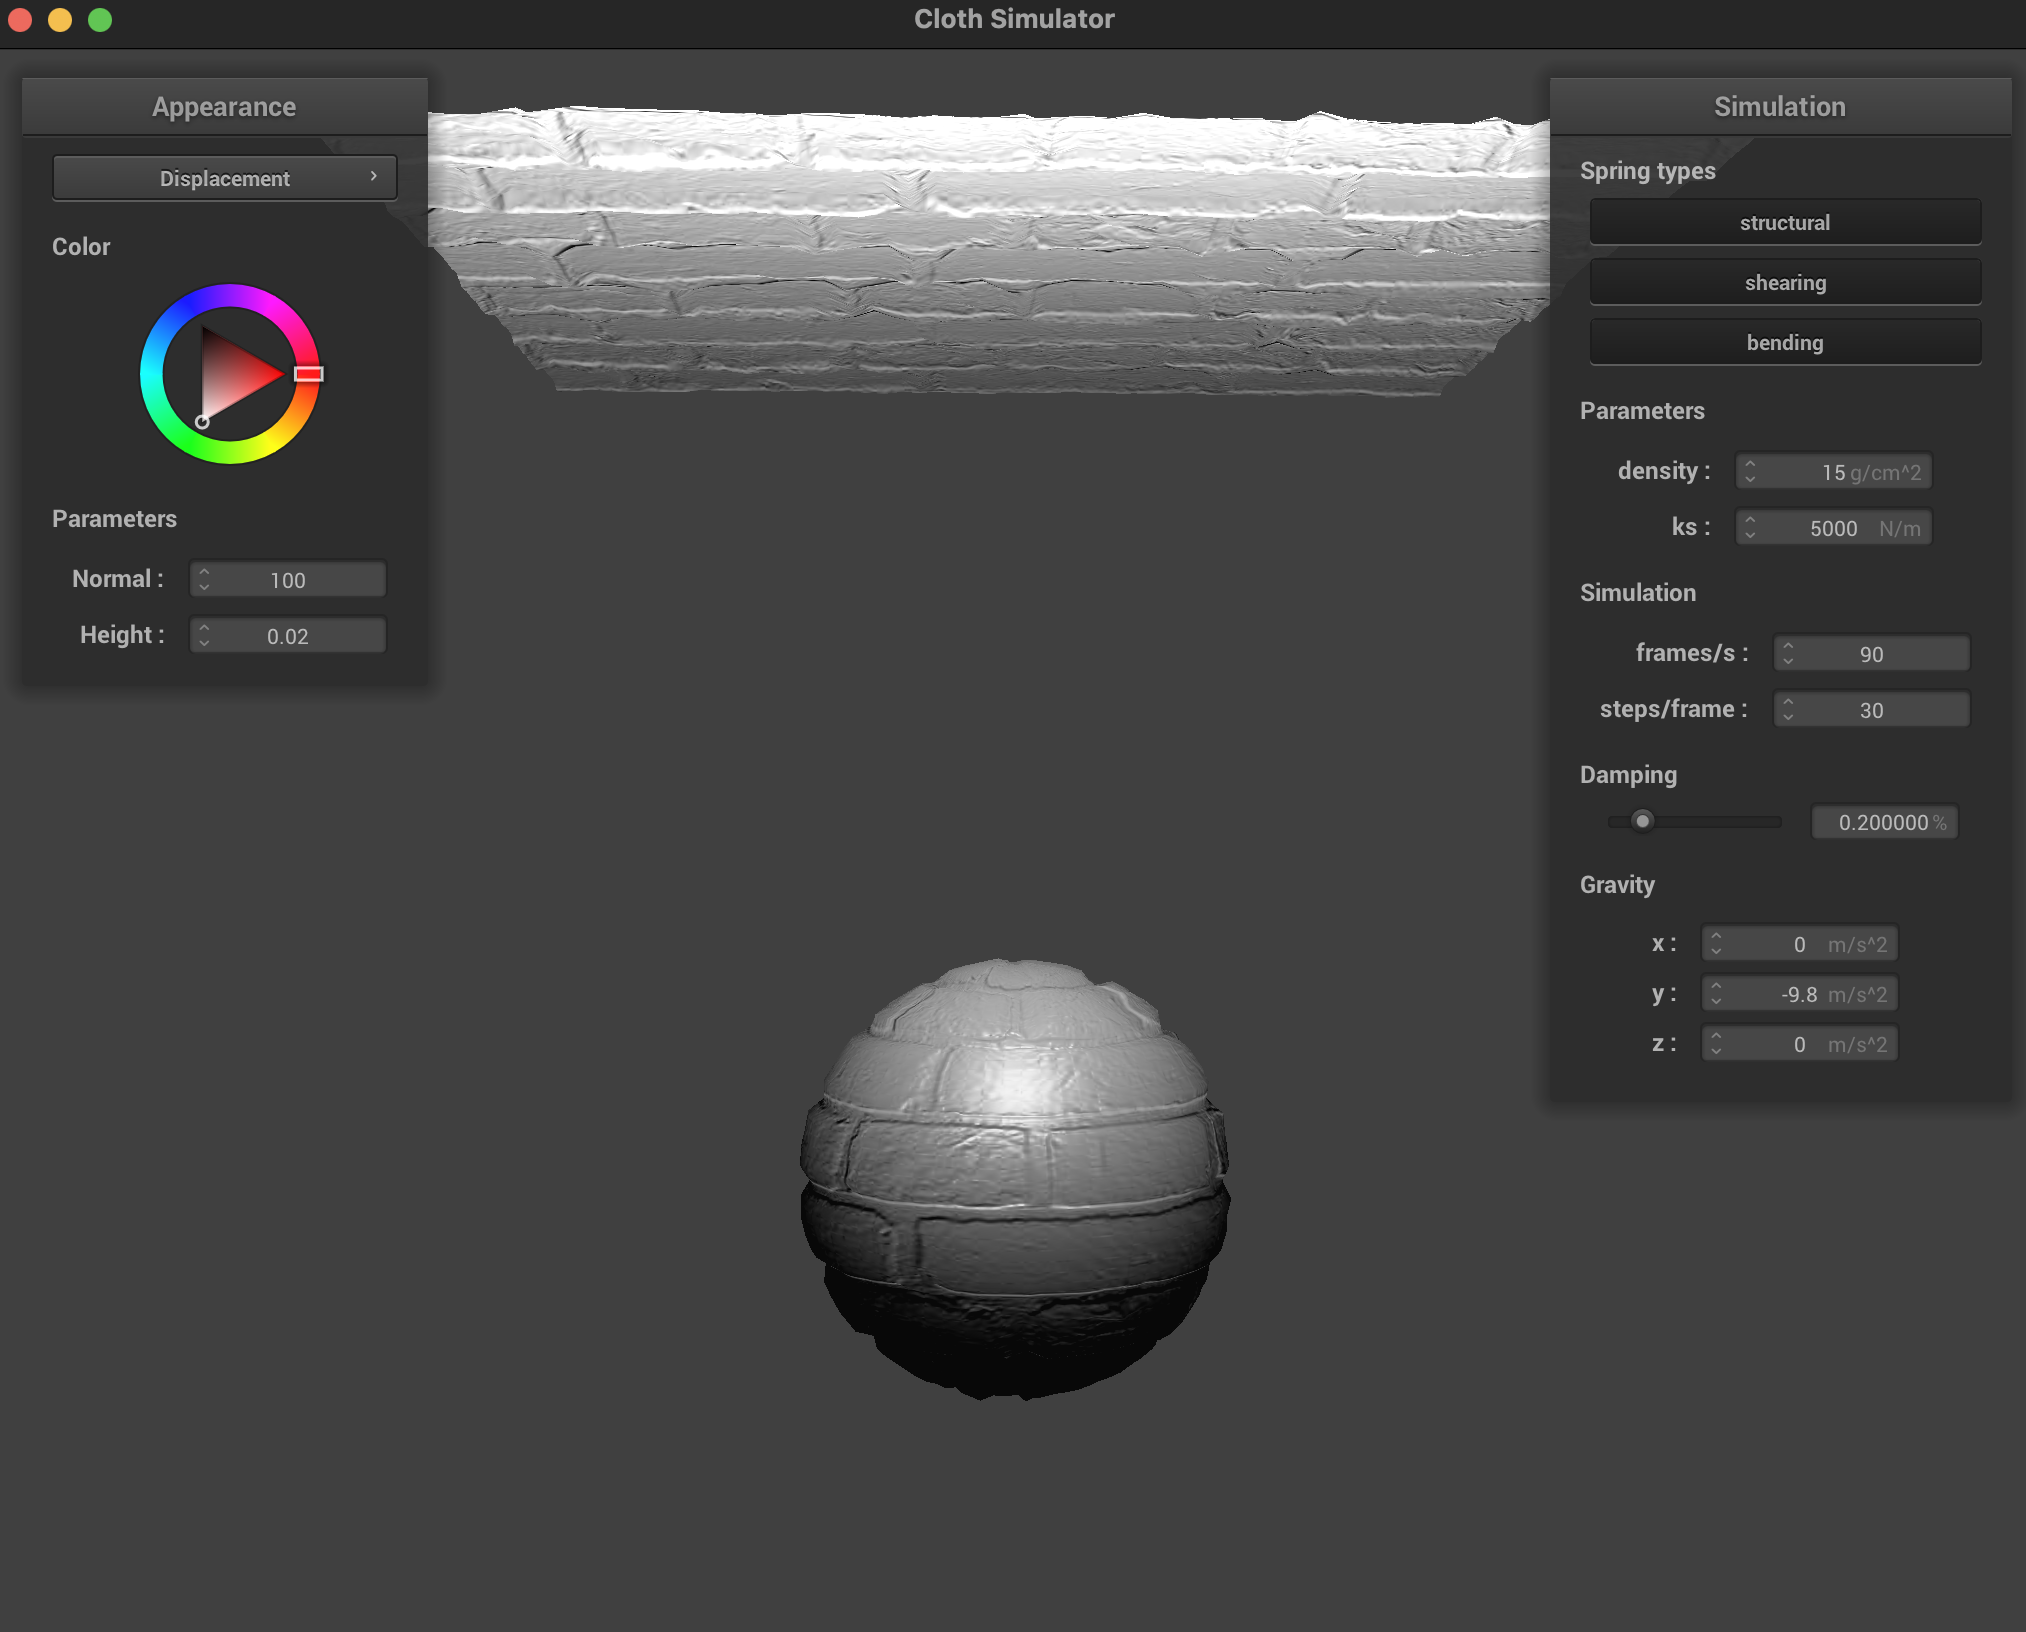 Cloth Simulator
Appearance
Displacement
Color
Parameters
Normal : 100
Height : 0.02
Simulation
Spring types
structural
shearing
bending
Parameters
density : 15 g/cm^2
ks : 5000 N/m
Simulation
frames/s : 90
steps/frame : 30
Damping
0.200000 %
Gravity
x : 0 m/s^2
y : -9.8 m/s^2
z : 0 m/s^2